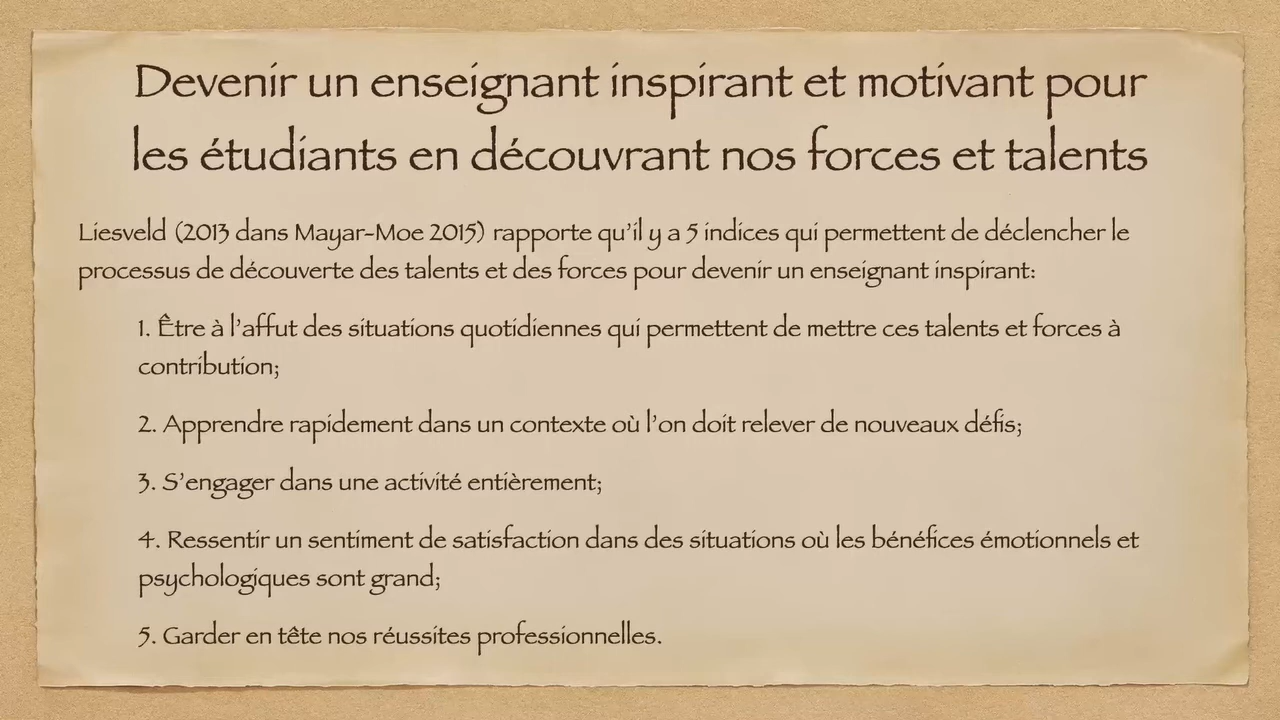 Devenir un enseignant inspirant et motivant pour
les étudiants en découvrant nos forces et talents
Liesveld (2013 dans Mayar-Moe 2015) rapporte qu'il y a 5 indices qui permettent de déclencher le
processus de découverte des talents et des forces pour devenir un enseignant inspirant:
1. Être à l'affut des situations quotidiennes qui permettent de mettre ces talents et forces à
contribution;
2. Apprendre rapidement dans un contexte où l'on doit relever de nouveaux défis;
3. S'engager dans une activité entièrement;
4. Ressentir un sentiment de satisfaction dans des situations où les bénéfices émotionnels et
psychologiques sont grand;
5. Garder en tête nos réussites professionnelles.